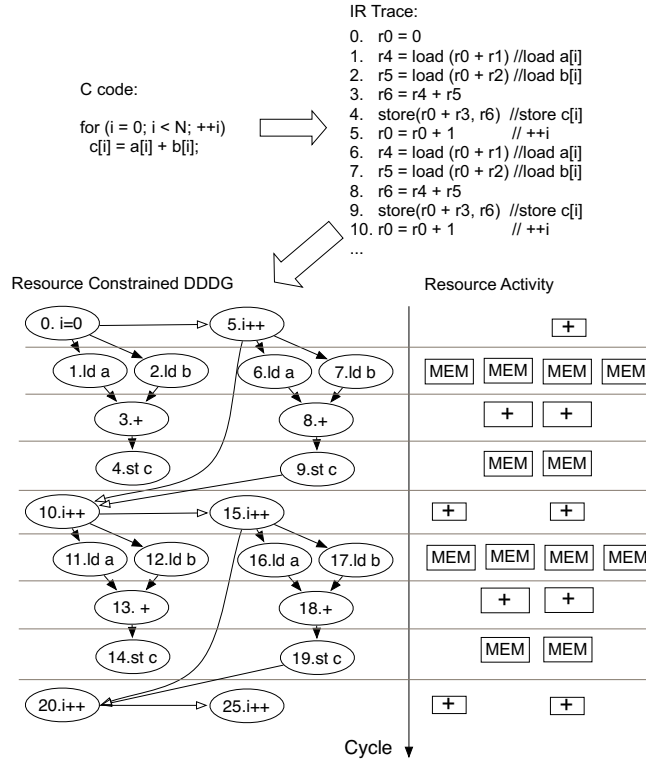 IR Trace:
0. r0 = 0
1. r4 = load (r0 + r1) //load a[i]
2. r5 = load (r0 + r2) //load b[i]
3. r6 = r4 + r5
4. store(r0 + r3, r6) //store c[i]
5. r0 = r0 + 1 // ++i
6. r4 = load (r0 + r1) //load a[i]
7. r5 = load (r0 + r2) //load b[i]
8. r6 = r4 + r5
9. store(r0 + r3, r6) //store c[i]
10. r0 = r0 + 1 // ++i
...
C code:
for (i = 0; i < N; ++i)
c[i] = a[i] + b[i];
Resource Constrained DDDG Resource Activity
0. i=0 5.i++ +
1.ld a 2.ld b 6.ld a 7.ld b MEM MEM MEM MEM
3.+ 8.+ + +
4.st c 9.st c MEM MEM
10.i++ 15.i++ + +
11.ld a 12.ld b 16.ld a 17.ld b MEM MEM MEM MEM
13. + 18.+ + +
14.st c 19.st c MEM MEM
20.i++ 25.i++ + +
Cycle